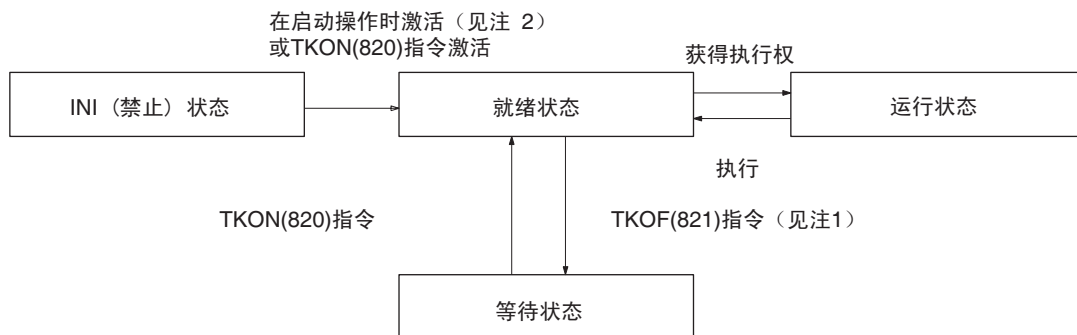 在启动操作时激活（见注 2）
或TKON(820)指令激活
获得执行权
INI（禁止）状态
就绪状态
运行状态
执行
TKON(820)指令
TKOF(821)指令（见注1）
等待状态